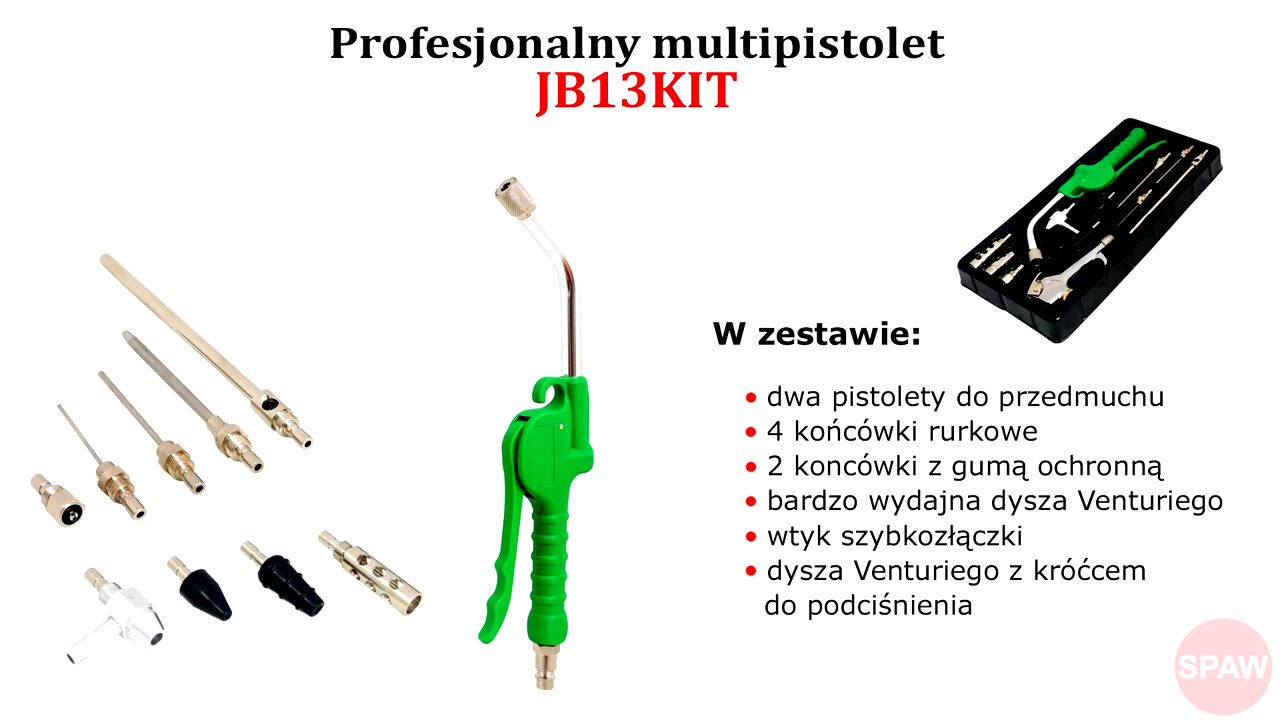 Profesjonalny multipistolet
JB13KIT
W zestawie:
• dwa pistolety do przedmuchu
• 4 końcówki rurkowe
• 2 koncówki z gumą ochronną
• bardzo wydajna dysza Venturiego
• wtyk szybkozłączki
• dysza Venturiego z króćcem
do podciśnienia
SPAW